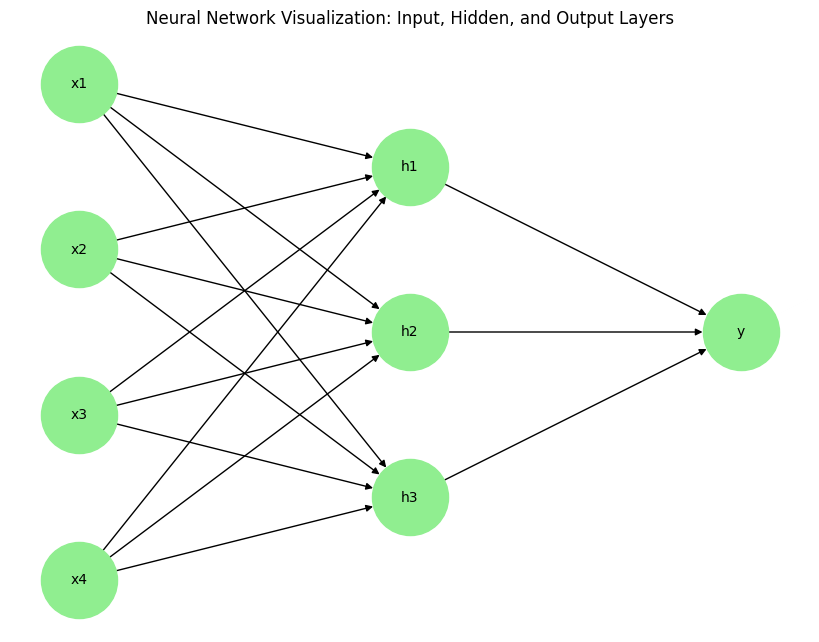 Neural Network Visualization: Input, Hidden, and Output Layers
x1
h1
x2
h2
y
x3
h3
x4